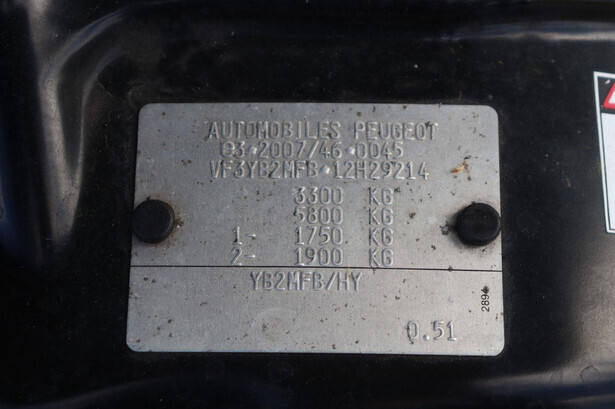 AUTOMOBILES PEUGEOT
e3*2007/46*0045
VF3YB2MFB*12H29214
3300 KG
5800 KG
1- 1750 KG
2- 1900 KG
YB2MFB/HY
2894
0.51